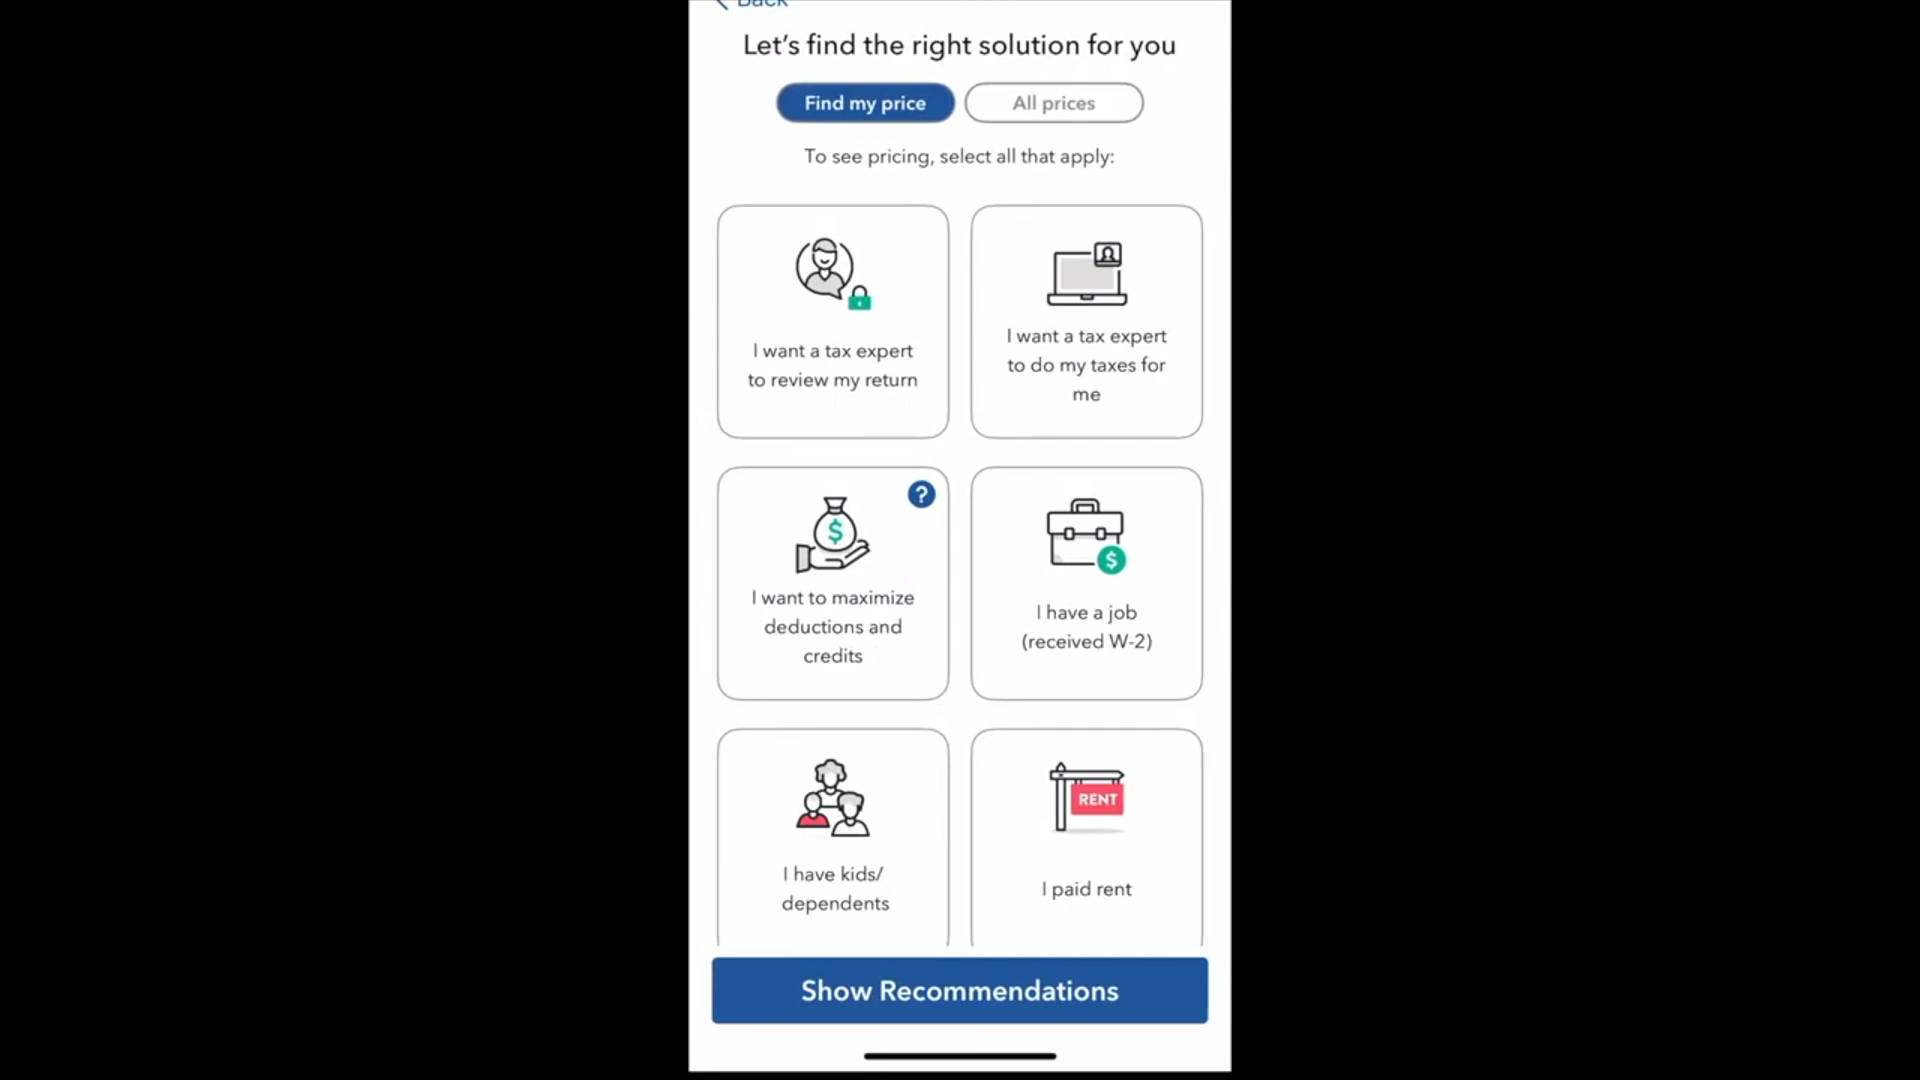 Back
Let's find the right solution for you
Find my price
All prices
To see pricing, select all that apply:
I want a tax expert
to review my return
I want a tax expert
to do my taxes for
me
?
$
I want to maximize
deductions and
credits
$
I have a job
(received W-2)
I have kids/
dependents
RENT
I paid rent
Show Recommendations